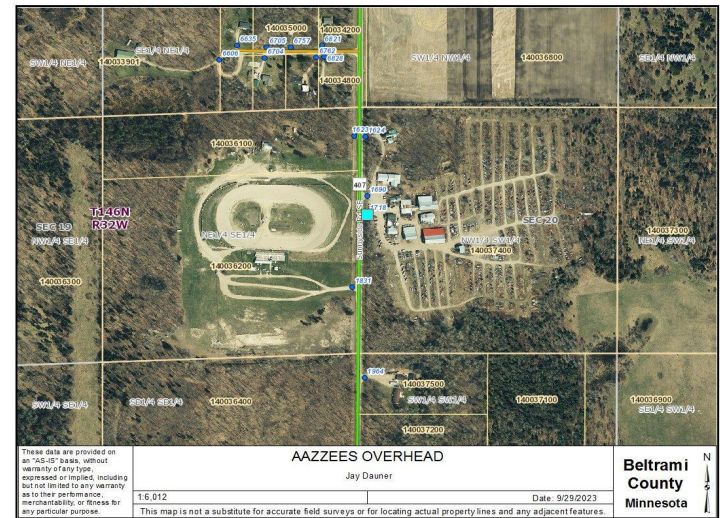 140035000
140034200
6635
6705
6757
6821
SE1/4 NE1/4
SW1/4 NE1/4
140033901
6606
6704
6762
6828
SW1/4 NW1/4
140036800
SE1/4 NW1/4
140034800
1623
1624
140036100
407
1690
1718
T146N
R32W
SEC 19
SEC 20
NW1/4 SE1/4
NE1/4 SE1/4
Sunnyside Rd SE
NW1/4 SW1/4
140037400
140037300
NE1/4 SW1/4
140036200
140036300
1831
1964
140037500
SW1/4 SE1/4
SE1/4 SE1/4
140036400
SW1/4 SW1/4
140037100
140036900
SE1/4 SW1/4
140037200
These data are provided on
an "AS-IS" basis, without
warranty of any type,
expressed or implied, including
but not limited to any warranty
as to their performance,
merchantability, or fitness for
any particular purpose.
AAZZEES OVERHEAD
Jay Dauner
1:6,012
Date: 9/29/2023
This map is not a substitute for accurate field surveys or for locating actual property lines and any adjacent features.
Beltrami
County
Minnesota
N